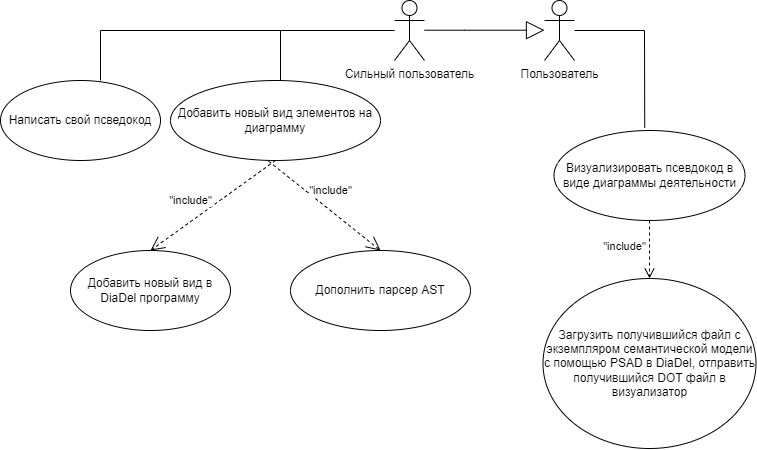 Сильный пользователь
Пользователь
Написать свой псведокод
Добавить новый вид элементов на
диаграмму
Визуализировать псевдокод в
виде диаграммы деятельности
"include"
"include"
"include"
Добавить новый вид в
DiaDel программу
Дополнить парсер AST
Загрузить получившийся файл с
экземпляром семантической модели
с помощью PSAD в DiaDel, отправить
получившийся DOT файл в
визуализатор